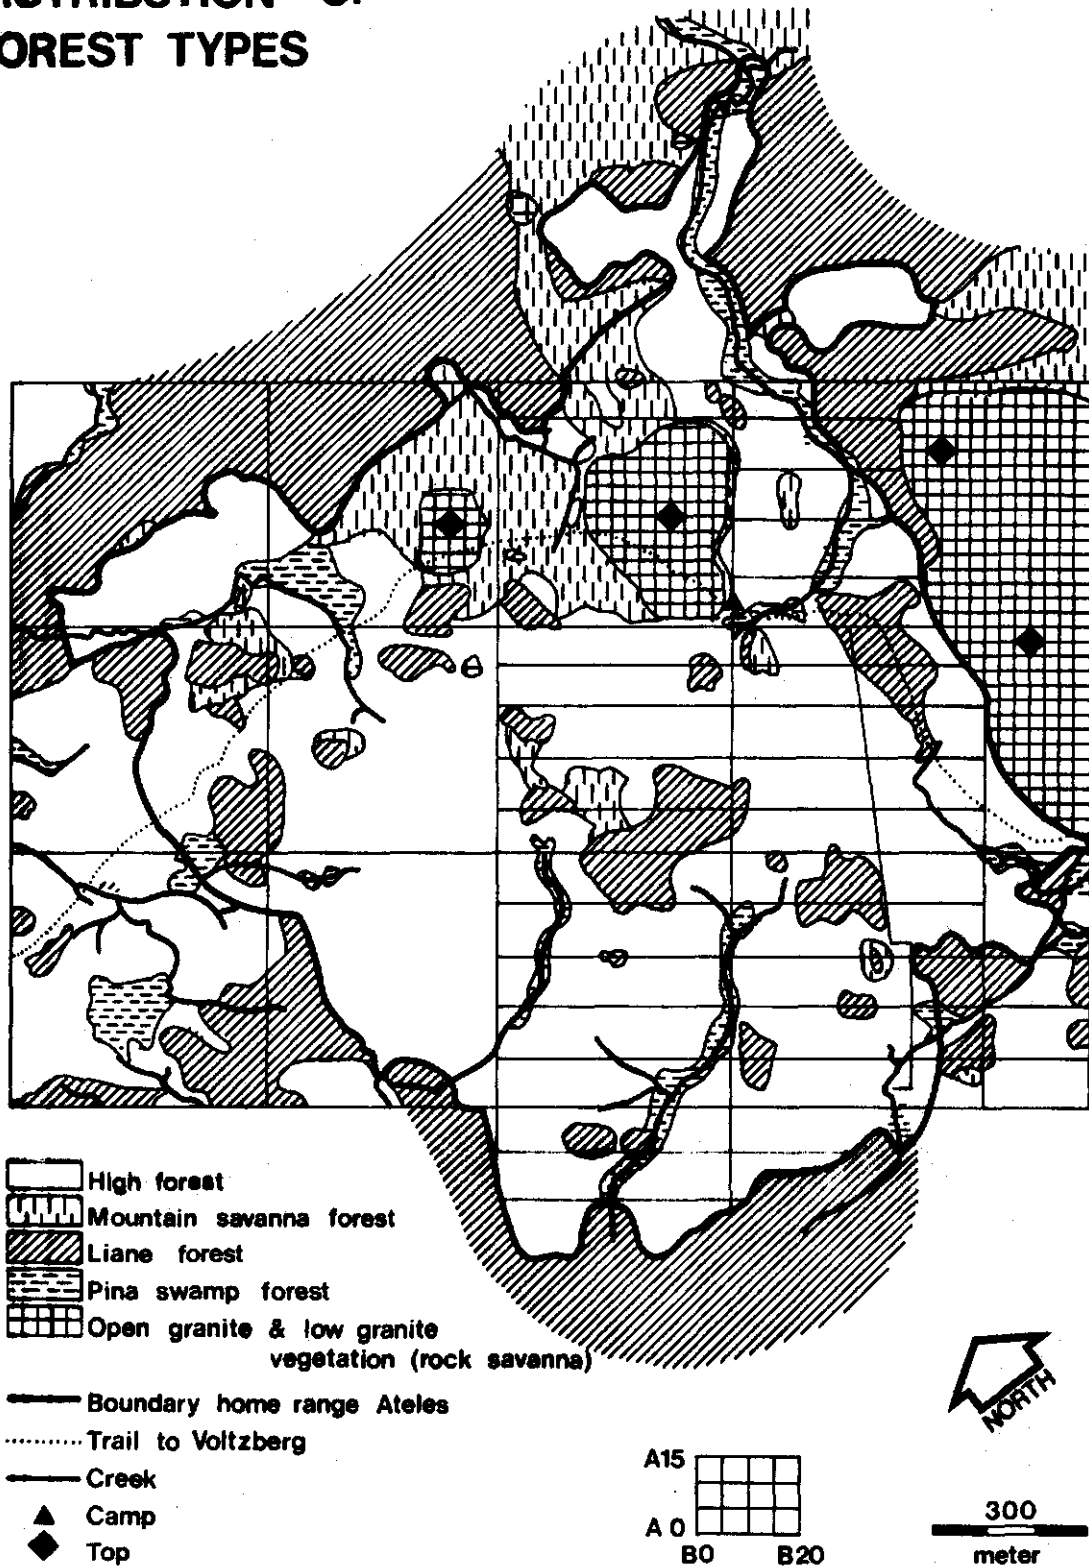 FOREST TYPES
High forest
Mountain savanna forest
Liane forest
Pina swamp forest
Open granite & low granite
vegetation (rock savanna)
Boundary home range Ateles
Trail to Voltzberg
Creek
Camp
Top
NORTH
A15
A 0
B0 B20
300
meter